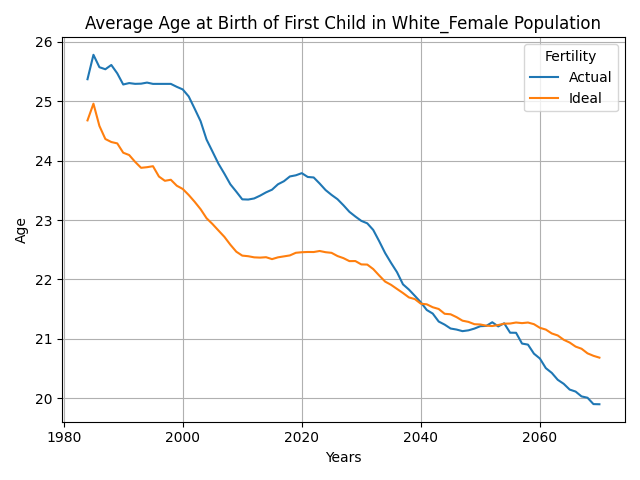 Average Age at Birth of First Child in White_Female Population
Fertility
Actual
Ideal
26
25
24
23
22
21
20
Age
1980
2000
2020
2040
2060
Years